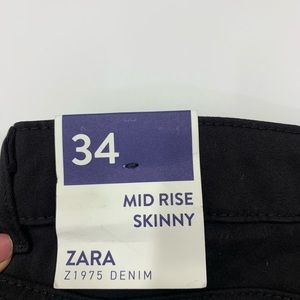 34
MID RISE
SKINNY
ZARA
Z1975 DENIM